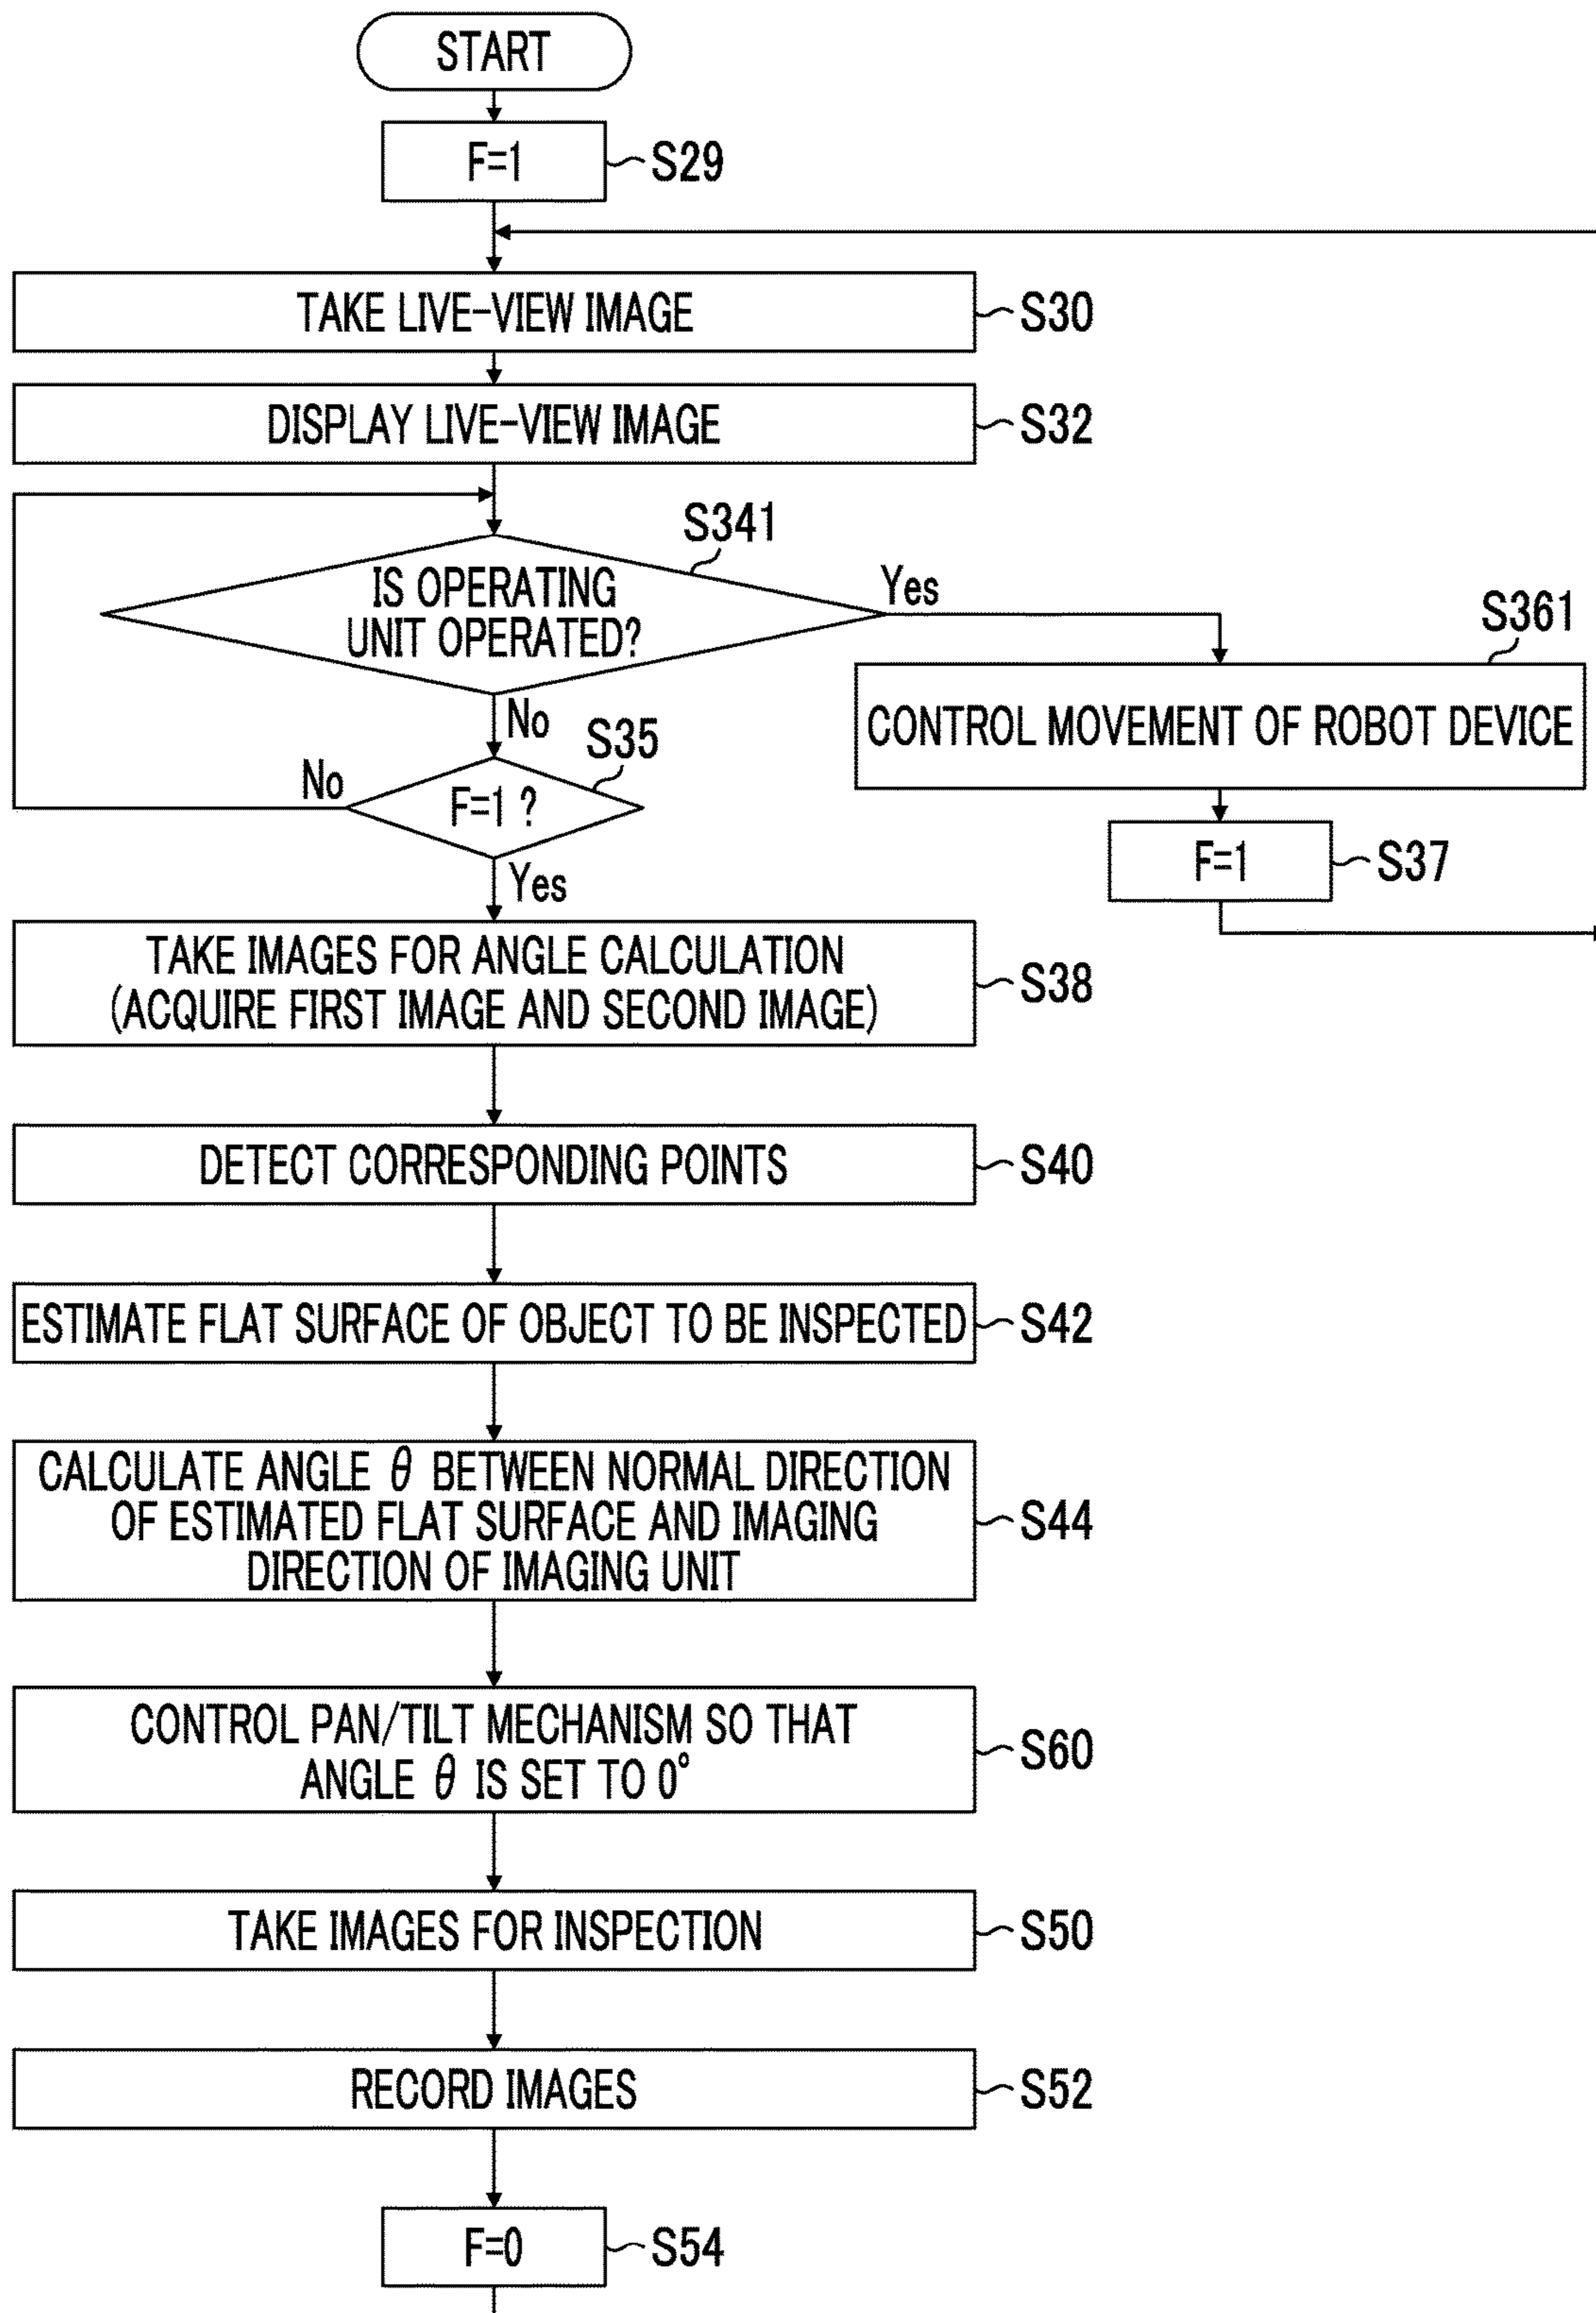 START
F=1
S29
TAKE LIVE-VIEW IMAGE
S30
DISPLAY LIVE-VIEW IMAGE
S32
S341
IS OPERATING
UNIT OPERATED?
Yes
S361
CONTROL MOVEMENT OF ROBOT DEVICE
No
S35
No
F=1 ?
F=1
S37
Yes
TAKE IMAGES FOR ANGLE CALCULATION
(ACQUIRE FIRST IMAGE AND SECOND IMAGE)
S38
DETECT CORRESPONDING POINTS
S40
ESTIMATE FLAT SURFACE OF OBJECT TO BE INSPECTED
S42
CALCULATE ANGLE θ BETWEEN NORMAL DIRECTION
OF ESTIMATED FLAT SURFACE AND IMAGING
DIRECTION OF IMAGING UNIT
S44
CONTROL PAN/TILT MECHANISM SO THAT
ANGLE θ IS SET TO 0°
S60
TAKE IMAGES FOR INSPECTION
S50
RECORD IMAGES
S52
F=0
S54